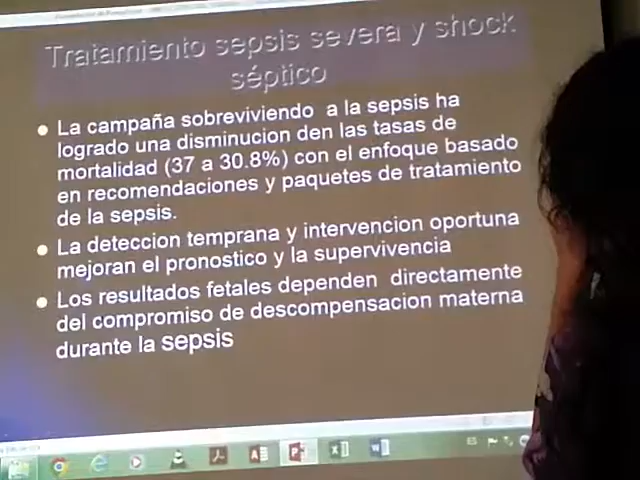 Tratamiento sepsis severa y shock
séptico
La campaña sobreviviendo a la sepsis ha
logrado una disminucion den las tasas de
mortalidad (37 a 30.8%) con el enfoque basado
en recomendaciones y paquetes de tratamiento
de la sepsis.
La deteccion temprana y intervencion oportuna
mejoran el pronostico y la supervivencia
Los resultados fetales dependen directamente
del compromiso de descompensacion materna
durante la sepsis
ES